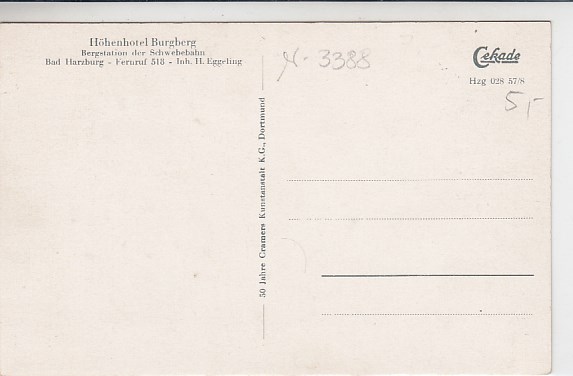 Höhenhotel Burgberg
Bergstation der Schwebebahn
Bad Harzburg - Fernruf 518 - Inh. H. Eggeling
50 Jahre Cramers Kunstanstalt K.G., Dortmund
3388
Cekade
Hzg 028 57/8
5,-